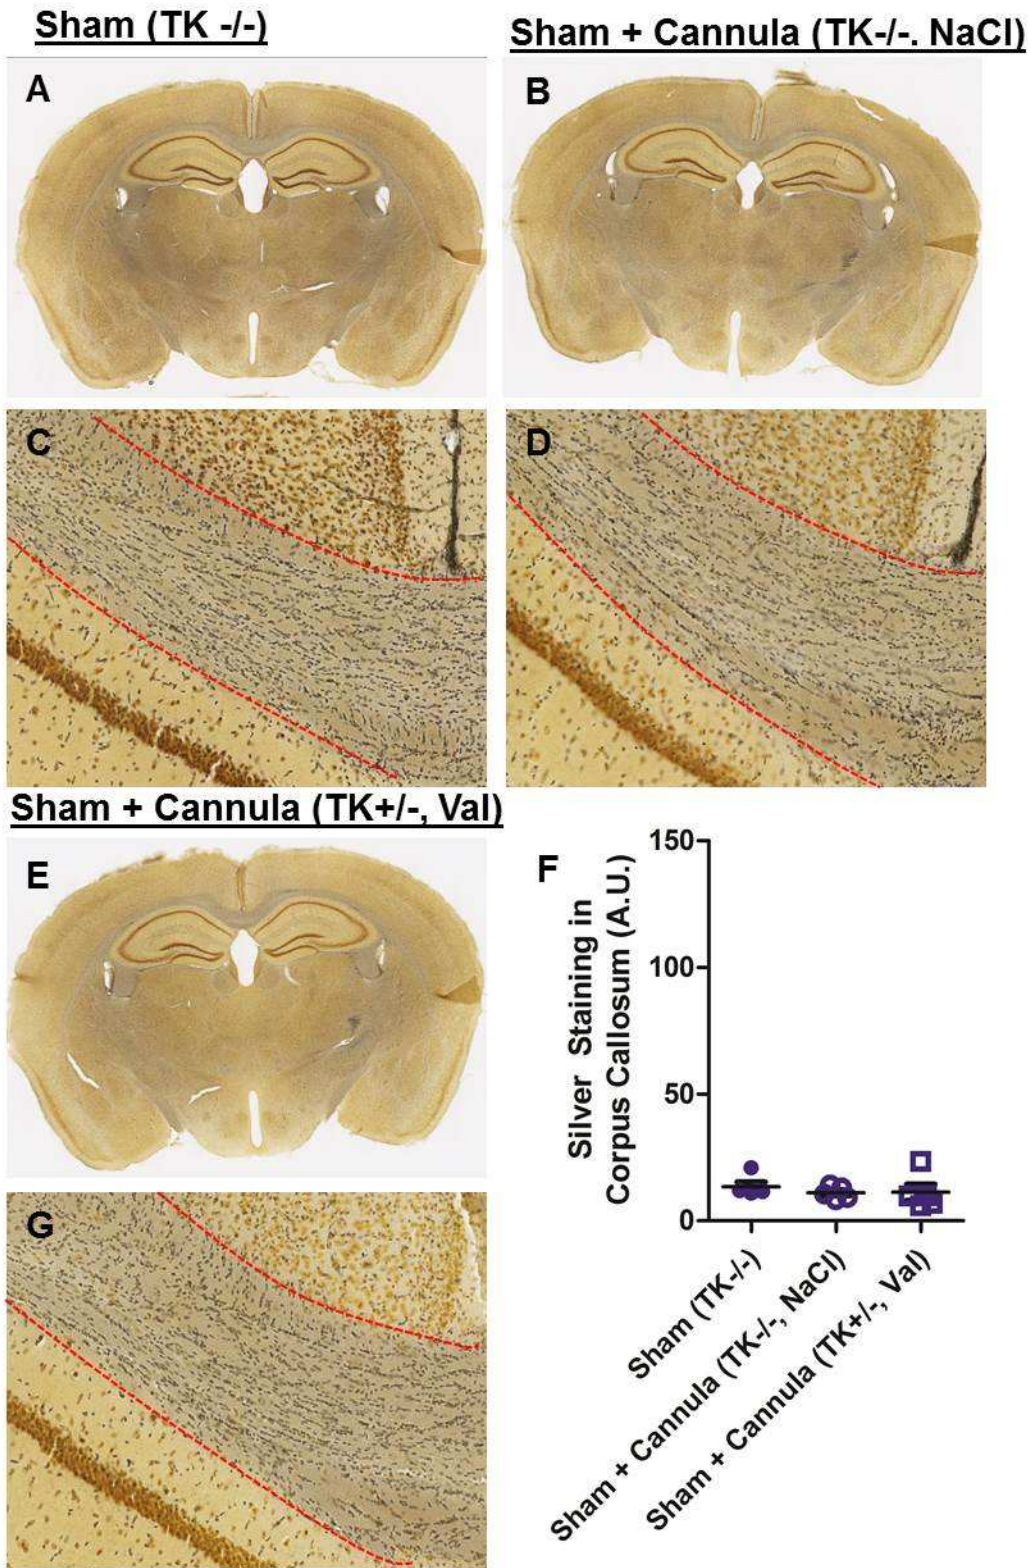 Sham (TK -/-)
Sham + Cannula (TK-/-. NaCl)
A
B
C
D
Sham + Cannula (TK+/-, Val)
E
F
G
Silver Staining in
Corpus Callosum (A.U.)
150
100
50
0
Sham (TK-/-)
Sham + Cannula (TK-/-, NaCl)
Sham + Cannula (TK+/-, Val)